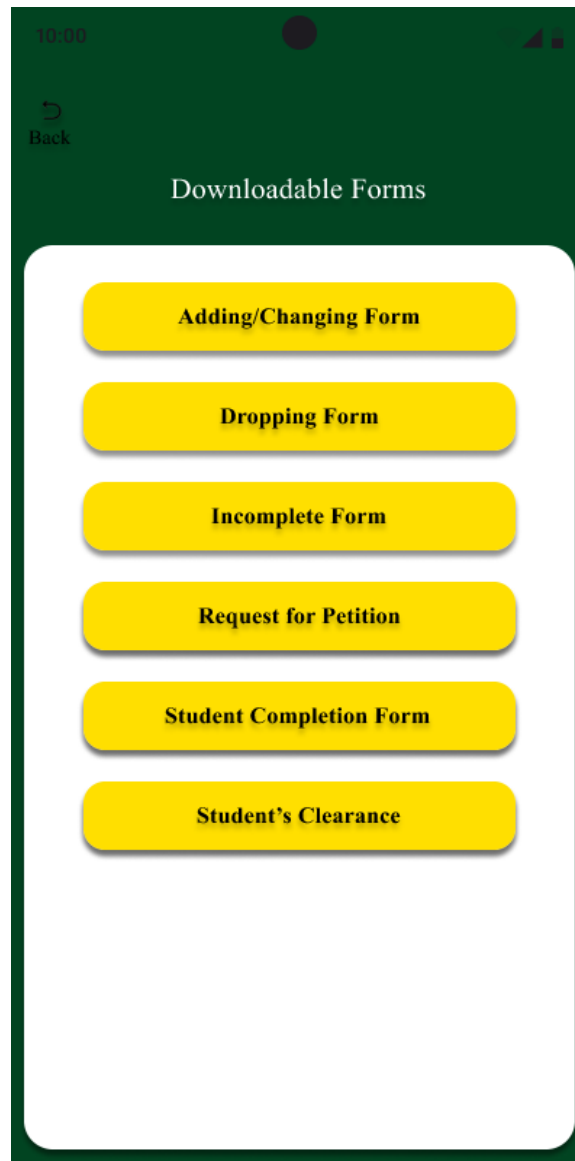 10:00
Back
Downloadable Forms
Adding/Changing Form
Dropping Form
Incomplete Form
Request for Petition
Student Completion Form
Student’s Clearance